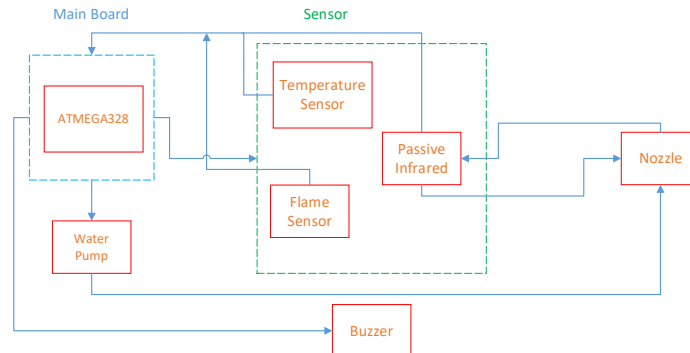 Main Board
Sensor
Temperature
Sensor
ATMEGA328
Passive
Infrared
Nozzle
Flame
Sensor
Water
Pump
Buzzer